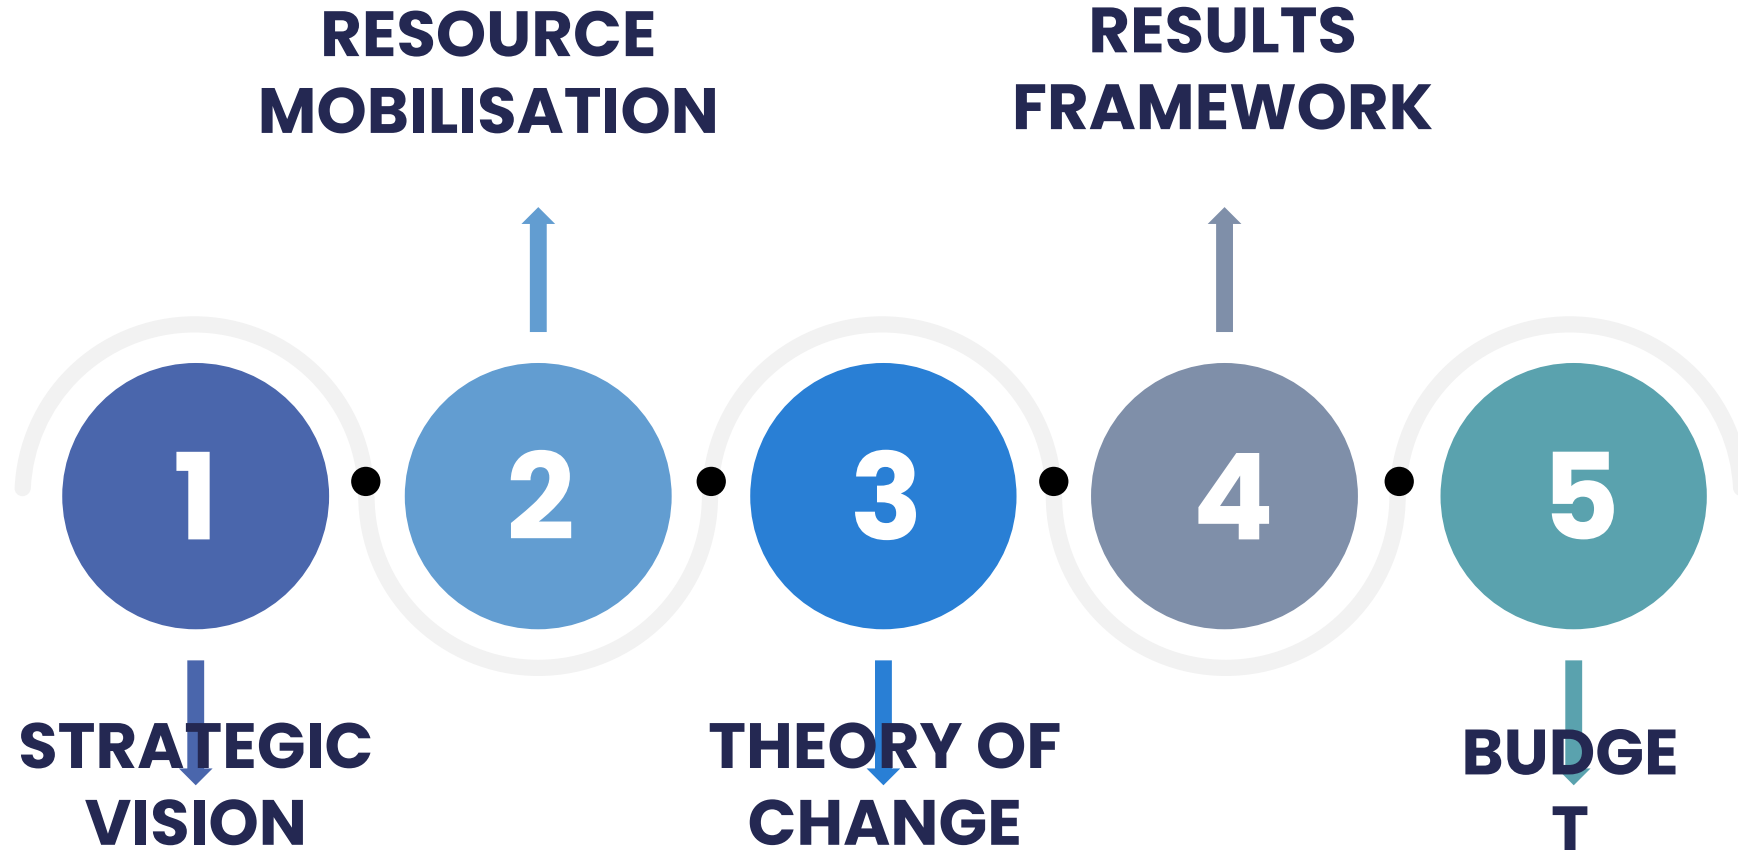 RESOURCE
MOBILISATION
RESULTS
FRAMEWORK
1
2
3
4
5
STRATEGIC
VISION
THEORY OF
CHANGE
BUDGE
T